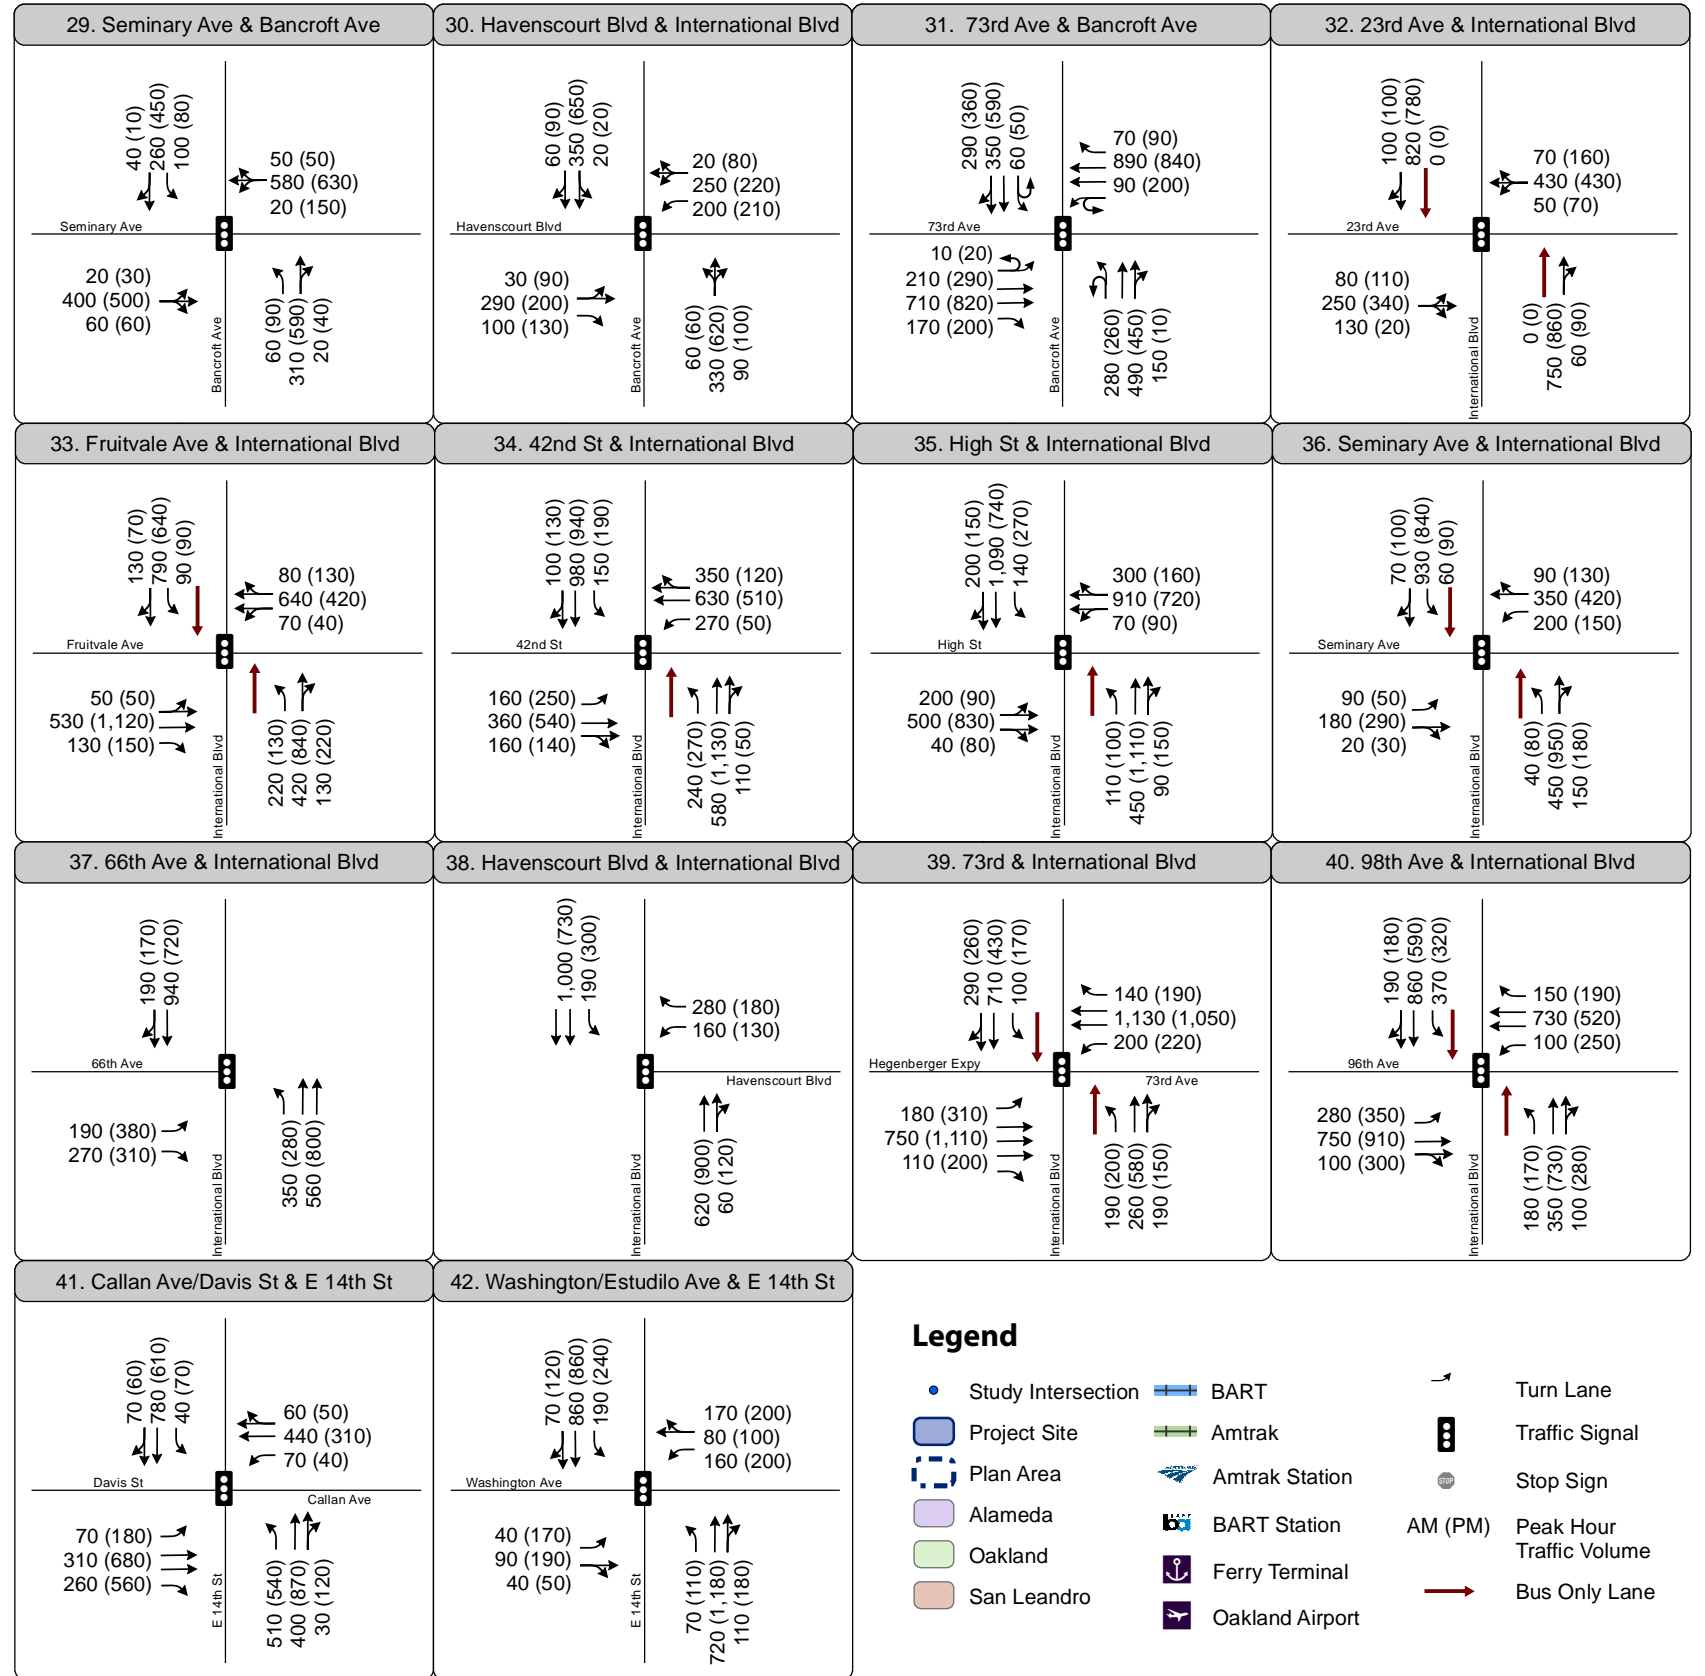 29. Seminary Ave & Bancroft Ave
40 (10)
260 (450)
100 (80)
50 (50)
580 (630)
20 (150)
Seminary Ave
20 (30)
400 (500)
60 (60)
Bancroft Ave
60 (90)
310 (590)
20 (40)
30. Havenscourt Blvd & International Blvd
60 (90)
350 (650)
20 (20)
20 (80)
250 (220)
200 (210)
Havenscourt Blvd
30 (90)
290 (200)
100 (130)
Bancroft Ave
60 (60)
330 (620)
90 (100)
31. 73rd Ave & Bancroft Ave
290 (360)
350 (590)
60 (50)
70 (90)
890 (840)
90 (200)
73rd Ave
10 (20)
210 (290)
710 (820)
170 (200)
280 (260)
490 (450)
150 (10)
32. 23rd Ave & International Blvd
100 (100)
820 (780)
0 (0)
70 (160)
430 (430)
50 (70)
23rd Ave
80 (110)
250 (340)
130 (20)
International Blvd
0 (0)
750 (860)
60 (90)
33. Fruitvale Ave & International Blvd
130 (70)
790 (640)
90 (90)
80 (130)
640 (420)
70 (40)
Fruitvale Ave
50 (50)
530 (1,120)
130 (150)
International Blvd
220 (130)
420 (840)
130 (220)
34. 42nd St & International Blvd
100 (130)
980 (940)
150 (190)
350 (120)
630 (510)
270 (50)
42nd St
160 (250)
360 (540)
160 (140)
International Blvd
240 (270)
580 (1,130)
110 (50)
35. High St & International Blvd
200 (150)
1,090 (740)
140 (270)
300 (160)
910 (720)
70 (90)
High St
200 (90)
500 (830)
40 (80)
International Blvd
110 (100)
450 (1,110)
90 (150)
36. Seminary Ave & International Blvd
70 (100)
930 (840)
60 (90)
90 (130)
350 (420)
200 (150)
Seminary Ave
90 (50)
180 (290)
20 (30)
International Blvd
40 (80)
450 (950)
150 (180)
37. 66th Ave & International Blvd
190 (170)
940 (720)
66th Ave
190 (380)
270 (310)
International Blvd
350 (280)
560 (800)
38. Havenscourt Blvd & International Blvd
1,000 (730)
190 (300)
280 (180)
160 (130)
Havenscourt Blvd
International Blvd
620 (900)
60 (120)
39. 73rd & International Blvd
290 (260)
710 (430)
100 (170)
140 (190)
1,130 (1,050)
200 (220)
Hegenberger Expy
73rd Ave
180 (310)
750 (1,110)
110 (200)
International Blvd
190 (200)
260 (580)
190 (150)
40. 98th Ave & International Blvd
190 (180)
860 (590)
370 (320)
150 (190)
730 (520)
100 (250)
96th Ave
280 (350)
750 (910)
100 (300)
International Blvd
180 (170)
350 (730)
100 (280)
41. Callan Ave/Davis St & E 14th St
70 (60)
780 (610)
40 (70)
60 (50)
440 (310)
70 (40)
Davis St
Callan Ave
70 (180)
310 (680)
260 (560)
E 14th St
510 (540)
400 (870)
30 (120)
42. Washington/Estudilo Ave & E 14th St
70 (120)
860 (860)
190 (240)
170 (200)
80 (100)
160 (200)
Washington Ave
40 (170)
90 (190)
40 (50)
E 14th St
70 (110)
720 (1,180)
110 (180)
Legend
Study Intersection
Project Site
Plan Area
Alameda
Oakland
San Leandro
BART
Amtrak
Amtrak Station
BART Station
Ferry Terminal
Oakland Airport
Turn Lane
Traffic Signal
STOP
Stop Sign
AM (PM)
Peak Hour
Traffic Volume
Bus Only Lane